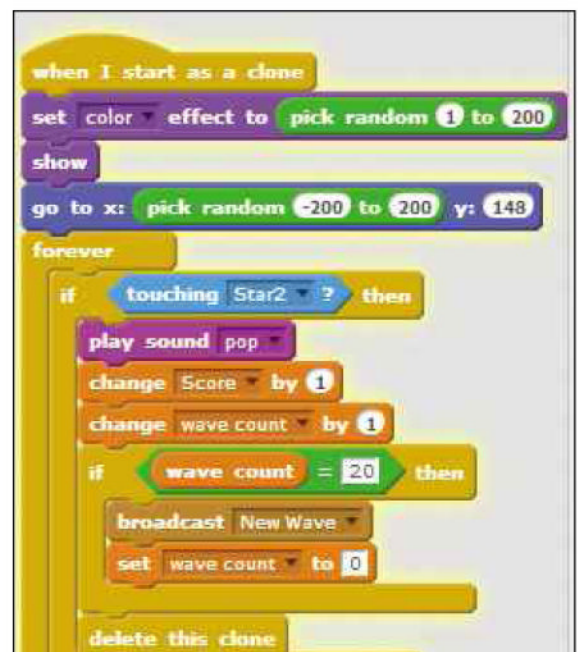 when I start as a clone
set color effect to pick random 1 to 200
show
go to x: pick random -200 to 200 y: 148
forever
if touching Star2 ? then
play sound pop
change Score by 1
change wave count by 1
if wave count = 20 then
broadcast New Wave
set wave count to 0
delete this clone